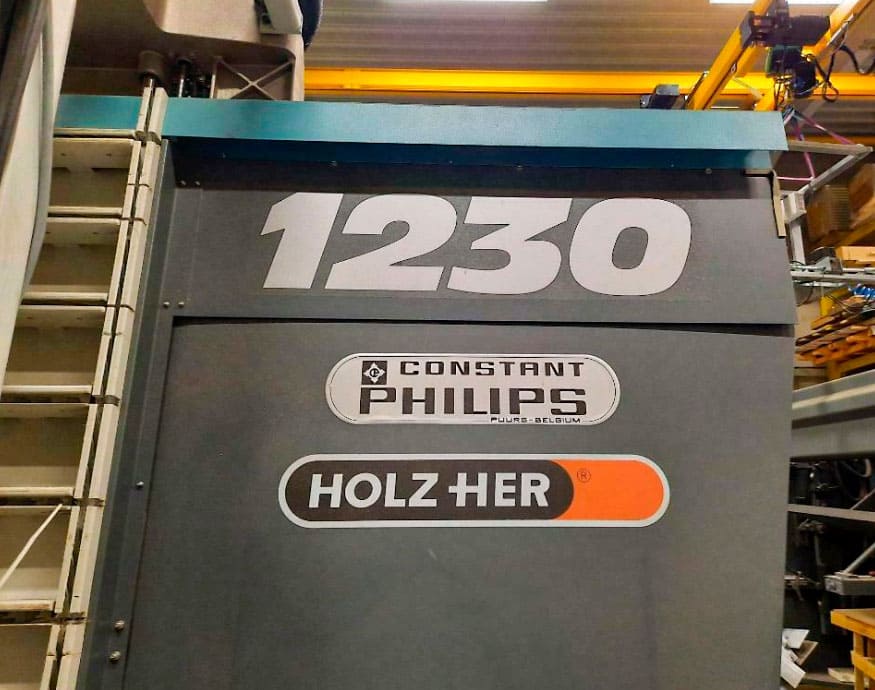 1230
CONSTANT
PHILIPS
PUURS-BELGIUM
HOLZ-HER ®